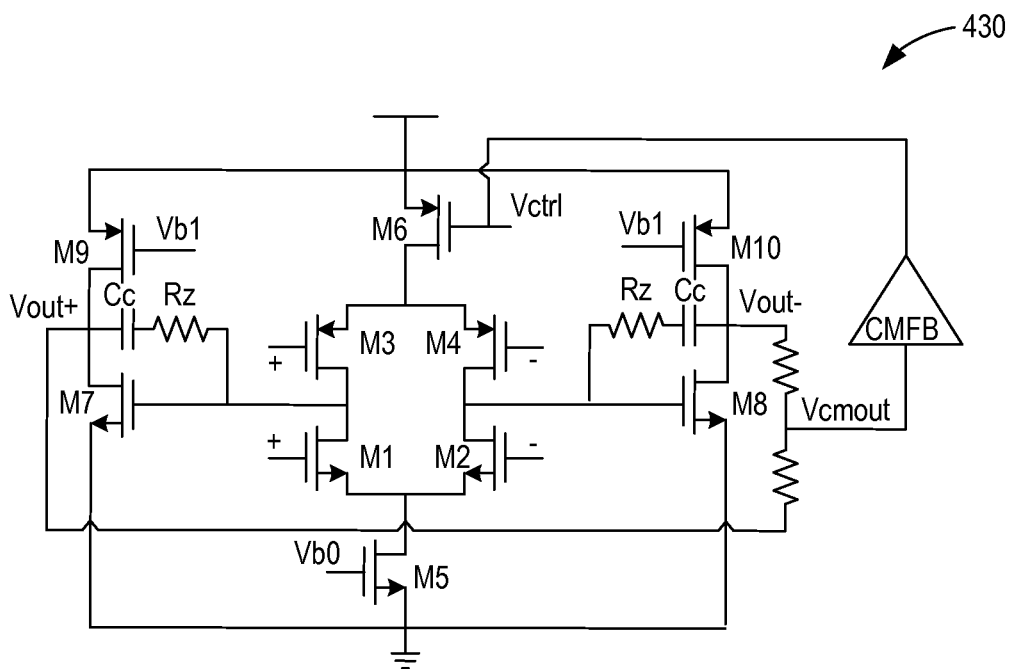 430
Vctrl
M6
Vb1
M9
Vb1
M10
Vout+
Cc
Rz
Rz
Cc
Vout-
CMFB
+
M3
M4
-
M7
M8
Vcmout
+
M1
M2
-
Vb0
M5